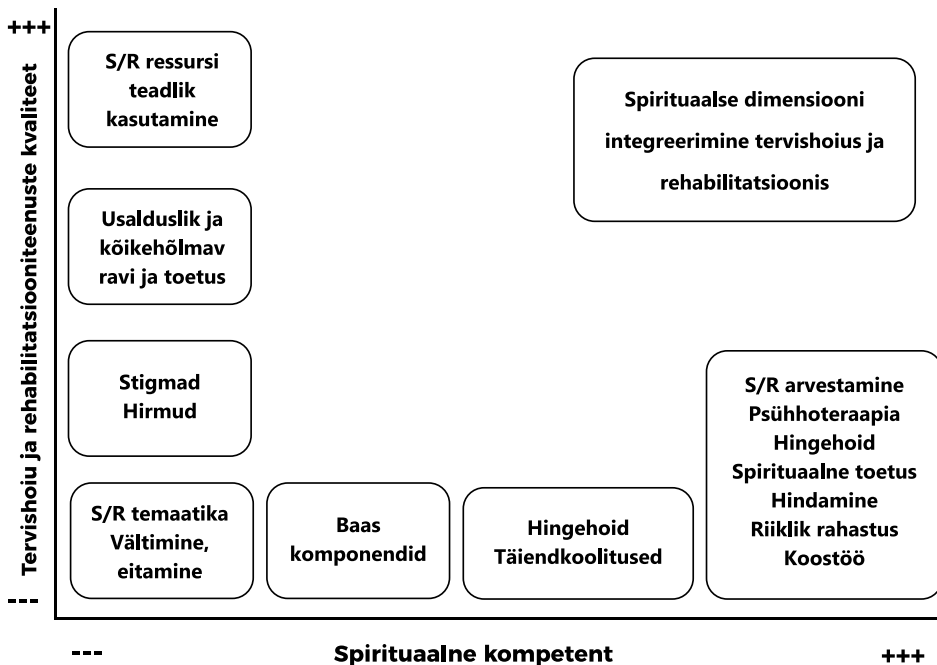 +++
Tervishoiu ja rehabilitatsiooniteenuste kvaliteet
---
S/R ressursi
teadlik
kasutamine
Spirituaalse dimensiooni
integreerimine tervishoius ja
rehabilitatsioonis
Usalduslik ja
kõikehõlmav
ravi ja toetus
Stigmad
Hirmud
S/R temaatika
Vältimine,
eitamine
Baas
komponendid
Hingehoid
Täiendkoolitused
S/R arvestamine
Psühhoteraapia
Hingehoid
Spirituaalne toetus
Hindamine
Riiklik rahastus
Koostöö
---
Spirituaalne kompetent
+++